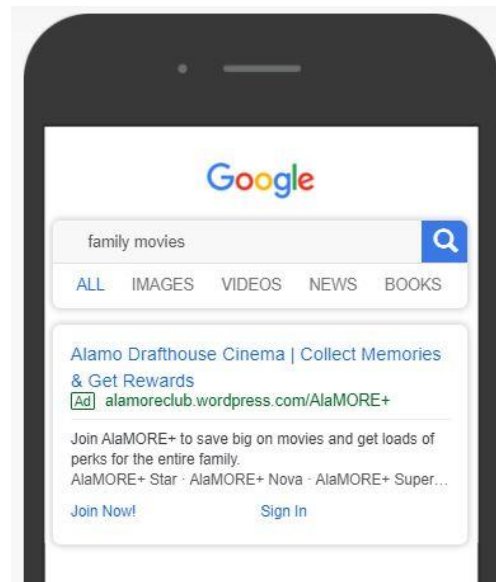 Google
family movies
ALL IMAGES VIDEOS NEWS BOOKS
Alamo Drafthouse Cinema | Collect Memories
& Get Rewards
Ad alamoreclub.wordpress.com/AlaMORE+
Join AlaMORE+ to save big on movies and get loads of
perks for the entire family.
AlaMORE+ Star · AlaMORE+ Nova · AlaMORE+ Super...
Join Now! Sign In